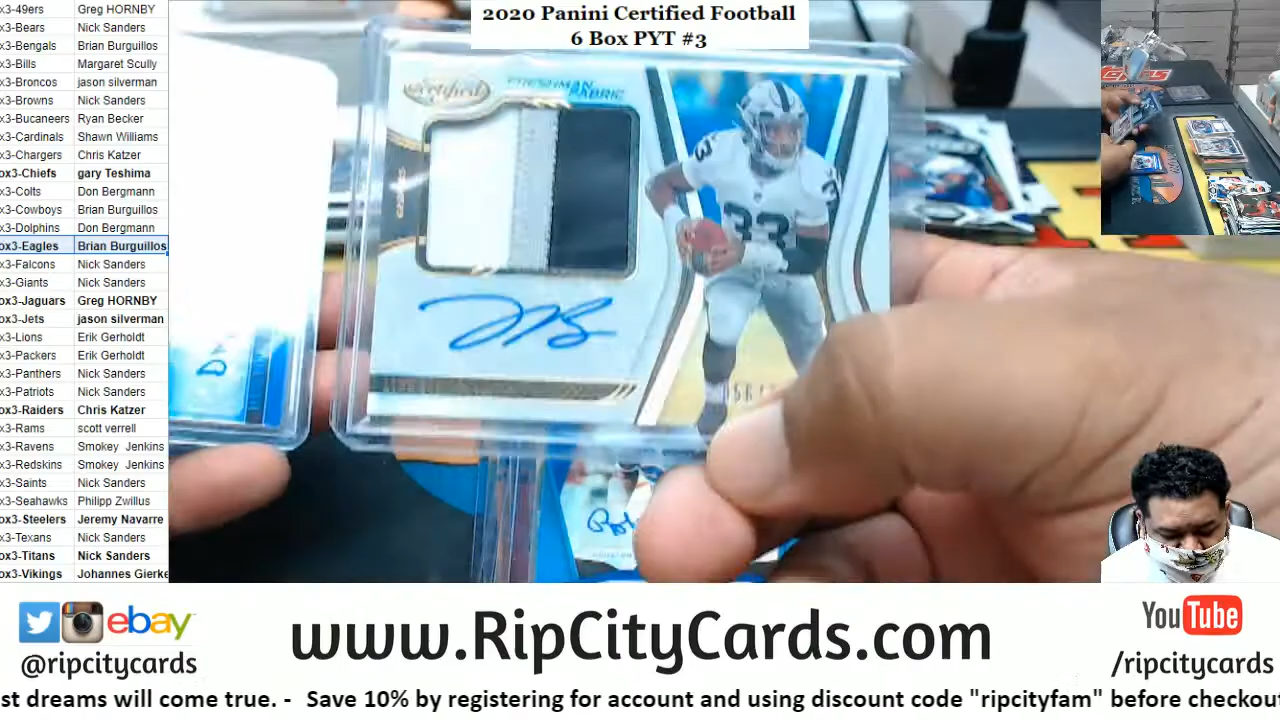 2020 Panini Certified Football
6 Box PYT #3
x3-49ers Greg HORNBY
x3-Bears Nick Sanders
x3-Bengals Brian Burguillos
x3-Bills Margaret Scully
x3-Broncos jason silverman
x3-Browns Nick Sanders
x3-Bucaneers Ryan Becker
x3-Cardinals Shawn Williams
x3-Chargers Chris Katzer
ox3-Chiefs gary Teshima
x3-Colts Don Bergmann
x3-Cowboys Brian Burguillos
x3-Dolphins Don Bergmann
ox3-Eagles Brian Burguillos
x3-Falcons Nick Sanders
x3-Giants Nick Sanders
ox3-Jaguars Greg HORNBY
ox3-Jets jason silverman
x3-Lions Erik Gerholdt
x3-Packers Erik Gerholdt
x3-Panthers Nick Sanders
x3-Patriots Nick Sanders
ox3-Raiders Chris Katzer
x3-Rams scott verrell
x3-Ravens Smokey Jenkins
x3-Redskins Smokey Jenkins
x3-Saints Nick Sanders
x3-Seahawks Philipp Zwillus
ox3-Steelers Jeremy Navarre
x3-Texans Nick Sanders
ox3-Titans Nick Sanders
ox3-Vikings Johannes Gierke
Certified
FRESHMAN
FABRIC
33
33
056/
ebay
@ripcitycards
www.RipCityCards.com
YouTube
/ripcitycards
st dreams will come true. - Save 10% by registering for account and using discount code "ripcityfam" before checkou